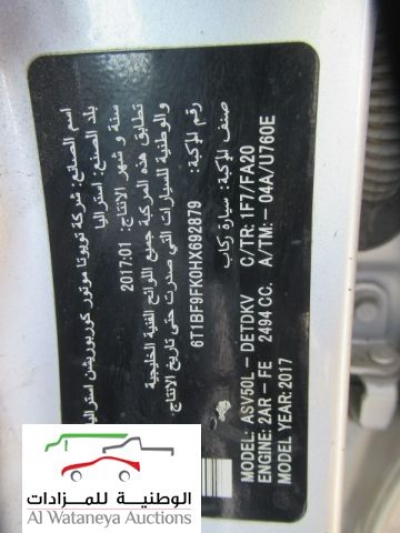 اسم الصانع: شركة تويوتا موتور كوربوريشن استراليا
بلد الصنع: استراليا
سنة و شهر الانتاج: 2017:01
تطابق هذه المركبة جميع اللوائح الفنية الخليجية
والوطنية للسيارات التي صدرت حتى تاريخ الانتاج
رقم المركبة: 6T1BF9FK0HX692879
صنف المركبة: سيارة ركاب
MODEL: ASV50L - DETDKV C/TR: 1F7/FA20
ENGINE: 2AR - FE 2494 CC. A/TM: - 04A/U760E
MODEL YEAR: 2017
الوطنية للمزادات
Al Wataneya Auctions